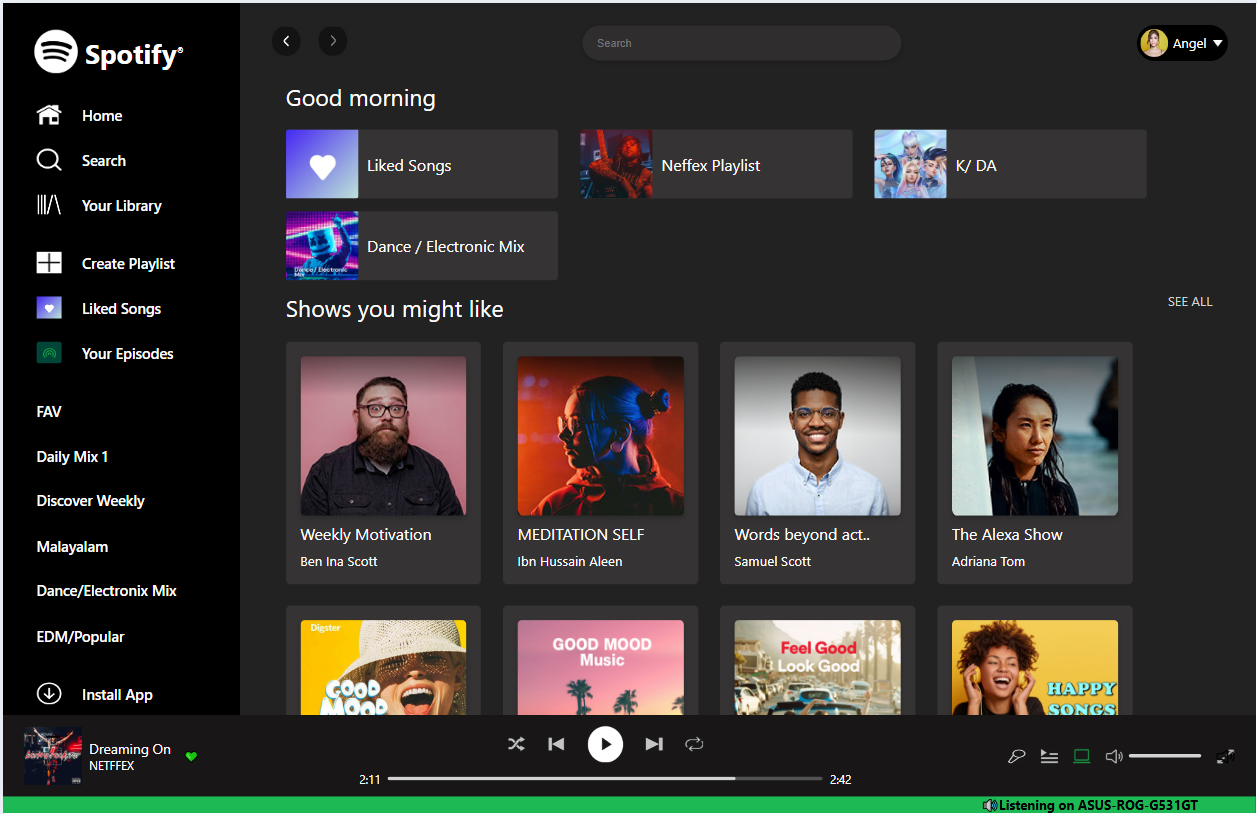 Spotify®
Home
Search
Your Library
Create Playlist
Liked Songs
Your Episodes
FAV
Daily Mix 1
Discover Weekly
Malayalam
Dance/Electronix Mix
EDM/Popular
Install App
Search
Angel
Good morning
Liked Songs
Neffex Playlist
K/ DA
Dance / Electronic
Mix
Dance / Electronic Mix
Shows you might like
SEE ALL
Weekly Motivation
Ben Ina Scott
MEDITATION SELF
Ibn Hussain Aleen
Words beyond act..
Samuel Scott
The Alexa Show
Adriana Tom
Digster
GOOD
MOOD
GOOD MOOD
Music
Feel Good
Look Good
HAPPY
SONGS
Dreaming On
NETFFEX
2:11
2:42
Listening on ASUS-ROG-G531GT